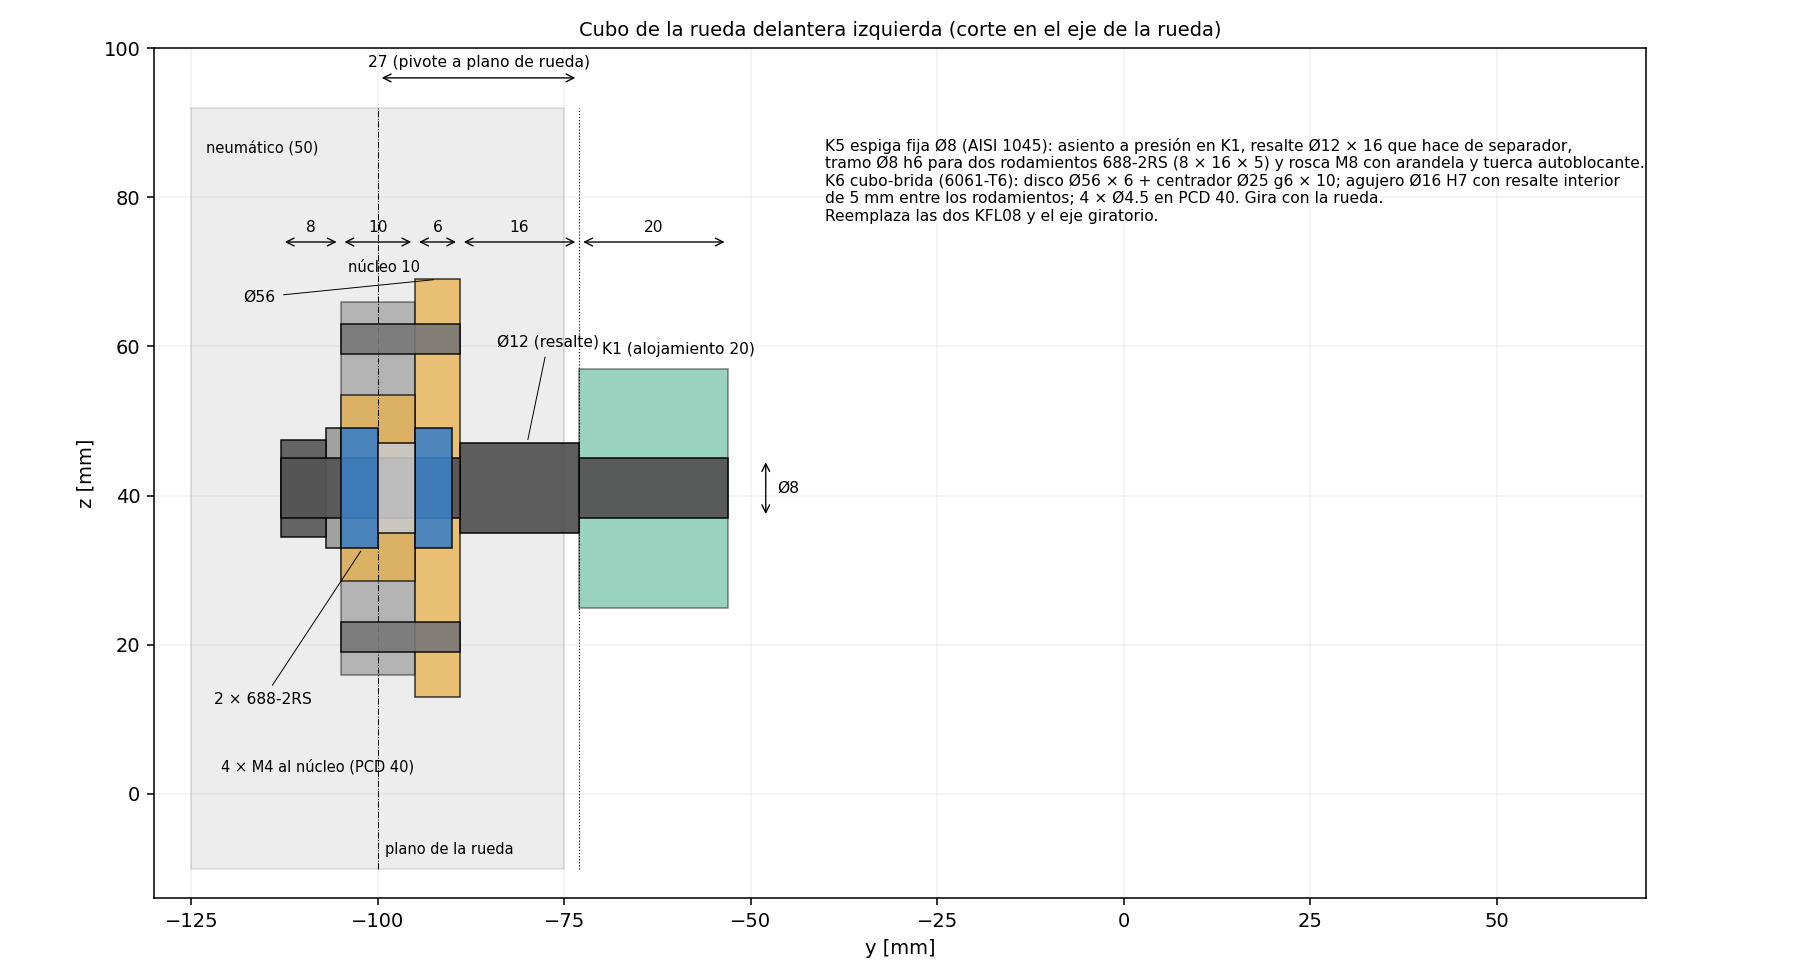 Cubo de la rueda delantera izquierda (corte en el eje de la rueda)
100
27 (pivote a plano de rueda)
neumático (50)
K5 espiga fija Ø8 (AISI 1045): asiento a presión en K1, resalte Ø12 × 16 que hace de separador,
tramo Ø8 h6 para dos rodamientos 688-2RS (8 × 16 × 5) y rosca M8 con arandela y tuerca autoblocante.
K6 cubo-brida (6061-T6): disco Ø56 × 6 + centrador Ø25 g6 × 10; agujero Ø16 H7 con resalte interior
de 5 mm entre los rodamientos; 4 × Ø4.5 en PCD 40. Gira con la rueda.
Reemplaza las dos KFL08 y el eje giratorio.
80
8 10 6 16 20
núcleo 10
Ø56
Ø12 (resalte)
K1 (alojamiento 20)
60
z [mm]
40
Ø8
20
2 × 688-2RS
4 × M4 al núcleo (PCD 40)
0
plano de la rueda
−125 −100 −75 −50 −25 0 25 50
y [mm]